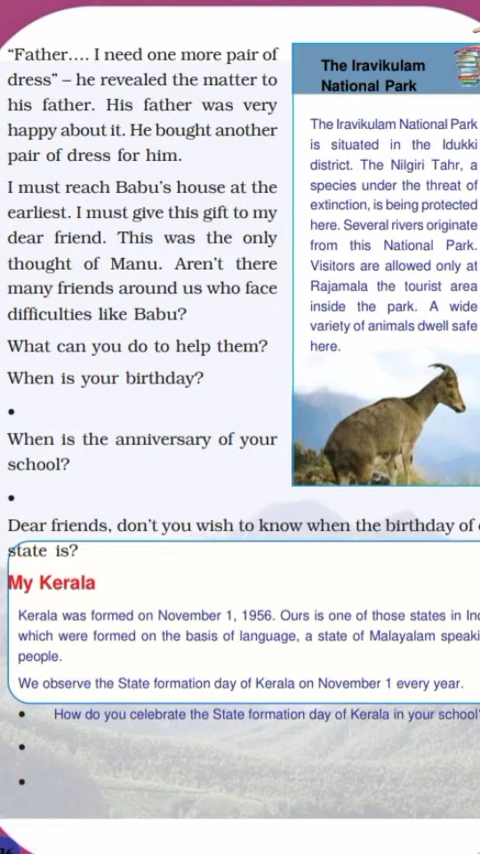 “Father.... I need one more pair of
dress” – he revealed the matter to
his father. His father was very
happy about it. He bought another
pair of dress for him.
I must reach Babu’s house at the
earliest. I must give this gift to my
dear friend. This was the only
thought of Manu. Aren’t there
many friends around us who face
difficulties like Babu?
What can you do to help them?
When is your birthday?
•
When is the anniversary of your
school?
•
The Iravikulam
National Park
The Iravikulam National Park
is situated in the Idukki
district. The Nilgiri Tahr, a
species under the threat of
extinction, is being protected
here. Several rivers originate
from this National Park.
Visitors are allowed only at
Rajamala the tourist area
inside the park. A wide
variety of animals dwell safe
here.
Dear friends, don’t you wish to know when the birthday of
state is?
My Kerala
Kerala was formed on November 1, 1956. Ours is one of those states in
which were formed on the basis of language, a state of Malayalam
people.
We observe the State formation day of Kerala on November 1 every year.
• How do you celebrate the State formation day of Kerala in your school?
•
•